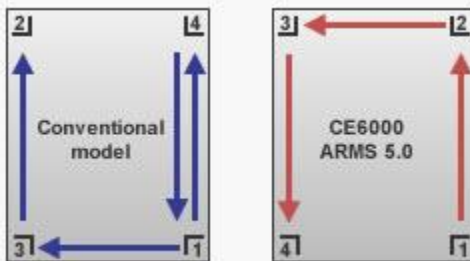 2 4
Conventional
model
3 1
3 2
CE6000
ARMS 5.0
4 1